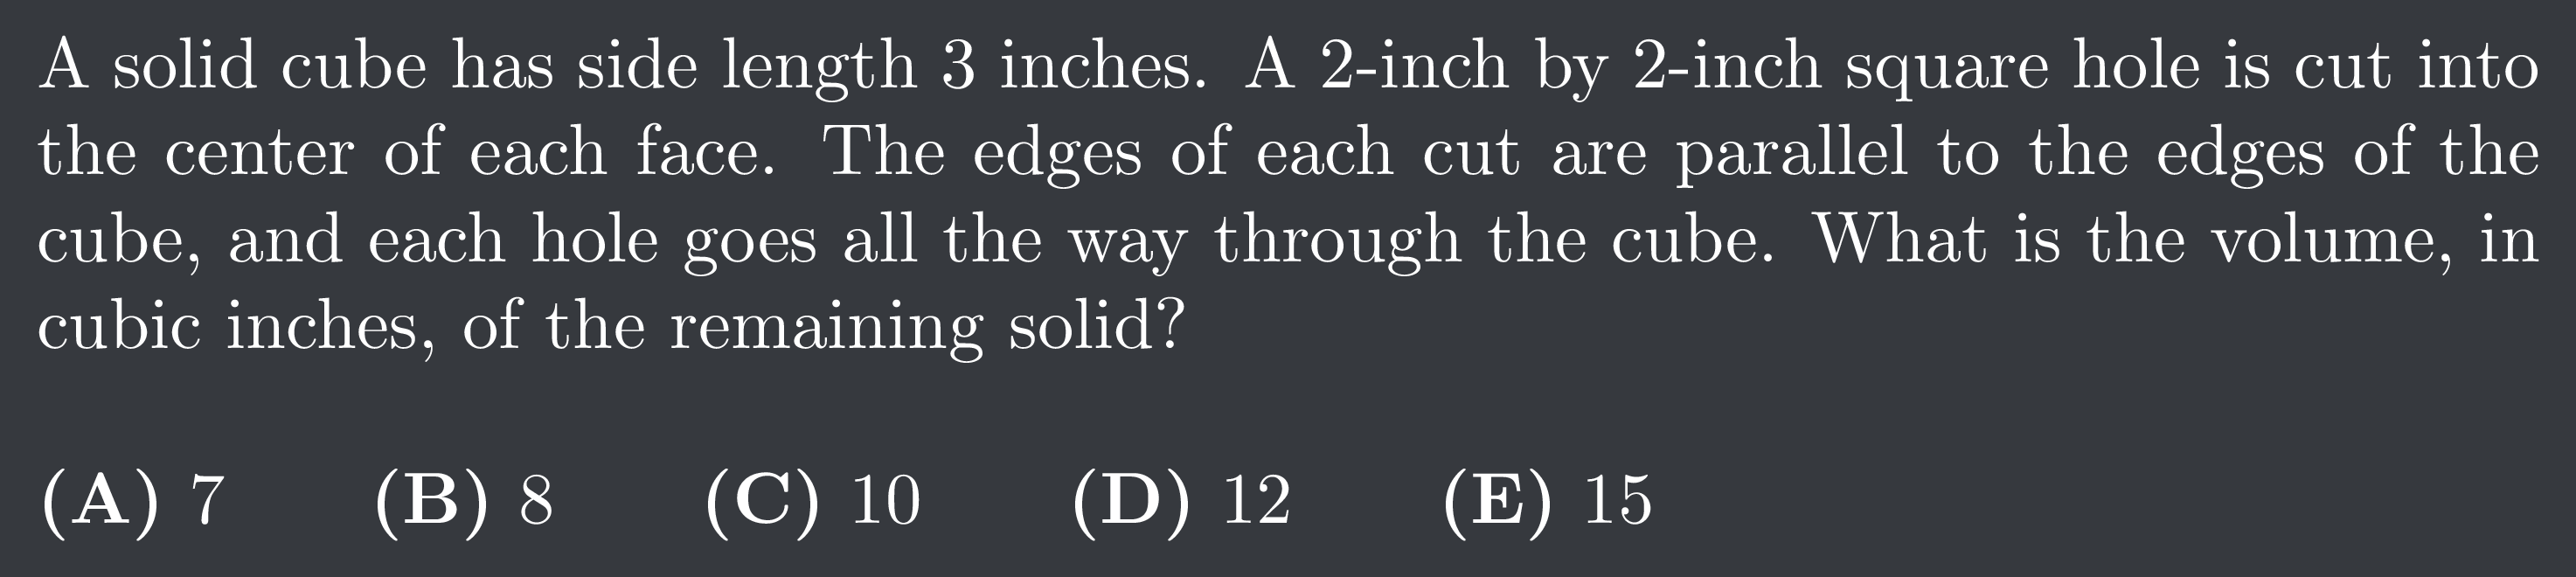 A solid cube has side length 3 inches. A 2-inch by 2-inch square hole is cut into
the center of each face. The edges of each cut are parallel to the edges of the
cube, and each hole goes all the way through the cube. What is the volume, in
cubic inches, of the remaining solid?
(A) 7 (B) 8 (C) 10 (D) 12 (E) 15